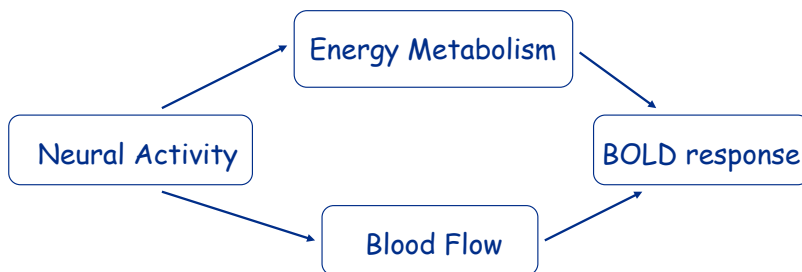 Energy Metabolism
Neural Activity
BOLD response
Blood Flow